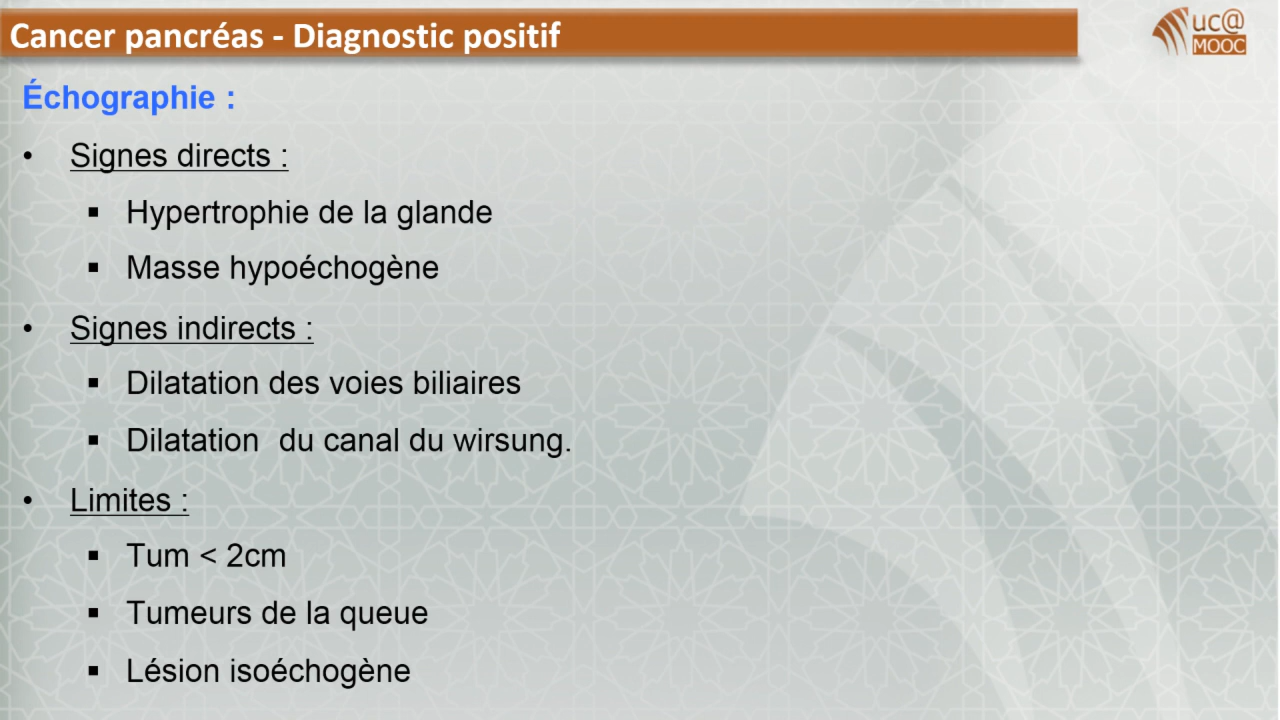 Cancer pancréas - Diagnostic positif
uc@
MOOC
Échographie :
• Signes directs :
▪ Hypertrophie de la glande
▪ Masse hypoéchogène
• Signes indirects :
▪ Dilatation des voies biliaires
▪ Dilatation  du canal du wirsung.
• Limites :
▪ Tum < 2cm
▪ Tumeurs de la queue
▪ Lésion isoéchogène